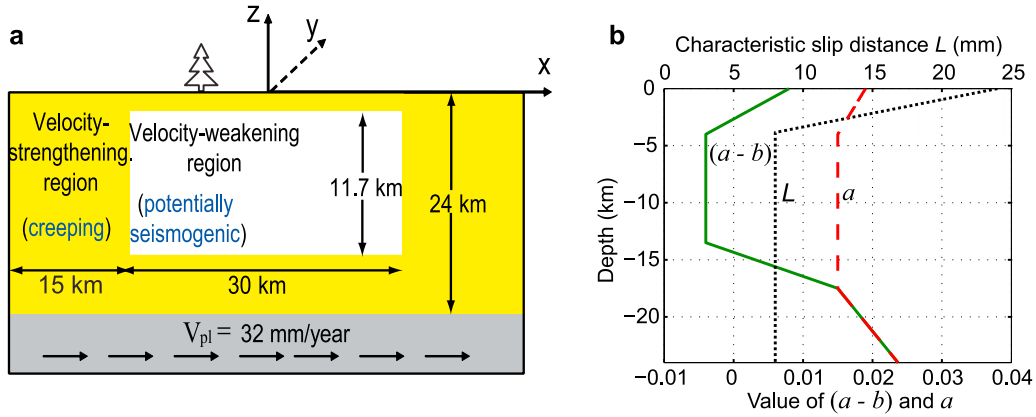 a
z
y
x
Velocity-
strengthening.
region
(creeping)
Velocity-weakening
region
(potentially
seismogenic)
11.7 km
24 km
15 km
30 km
Vpl = 32 mm/year
b
Characteristic slip distance L (mm)
0 5 10 15 20 25
0
−5
−10
−15
−20
−0.01 0 0.01 0.02 0.03 0.04
Depth (km)
(a - b)
L
a
Value of (a - b) and a